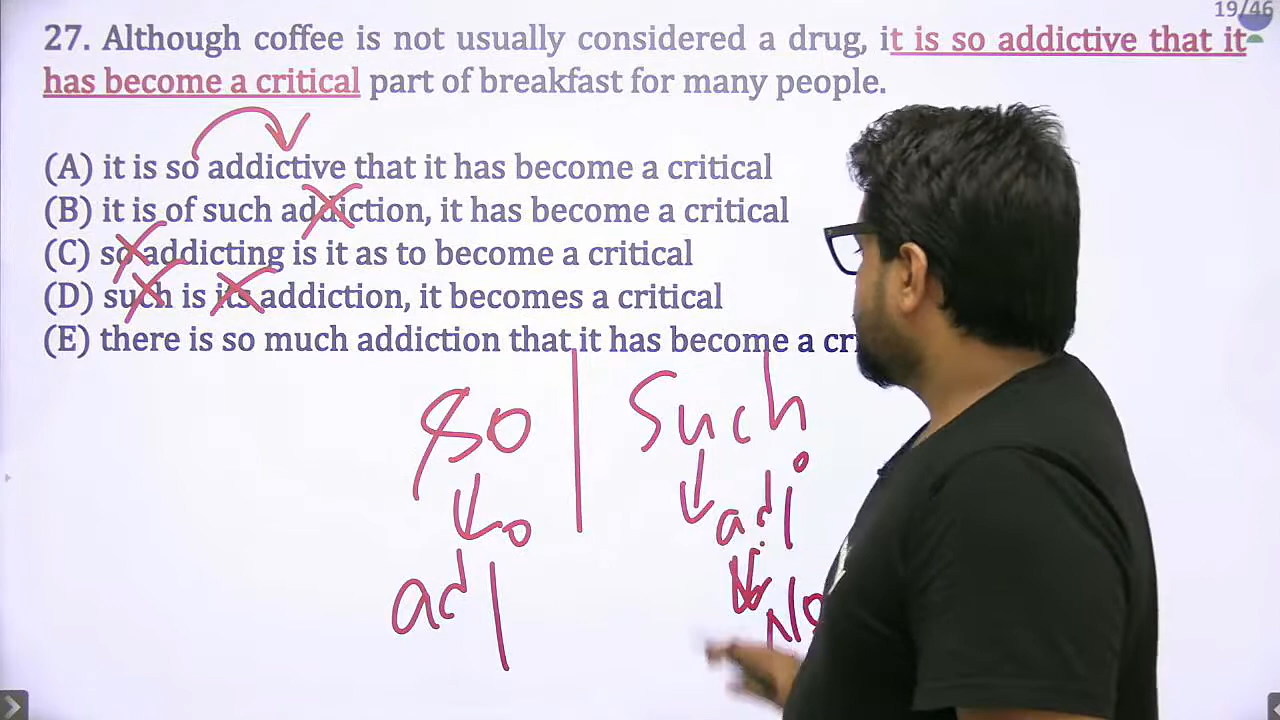 19/46
27. Although coffee is not usually considered a drug, it is so addictive that it
has become a critical part of breakfast for many people.
(A) it is so addictive that it has become a critical
(B) it is of such addiction, it has become a critical
(C) so addicting is it as to become a critical
(D) such is its addiction, it becomes a critical
(E) there is so much addiction that it has become a
so such
adj adj